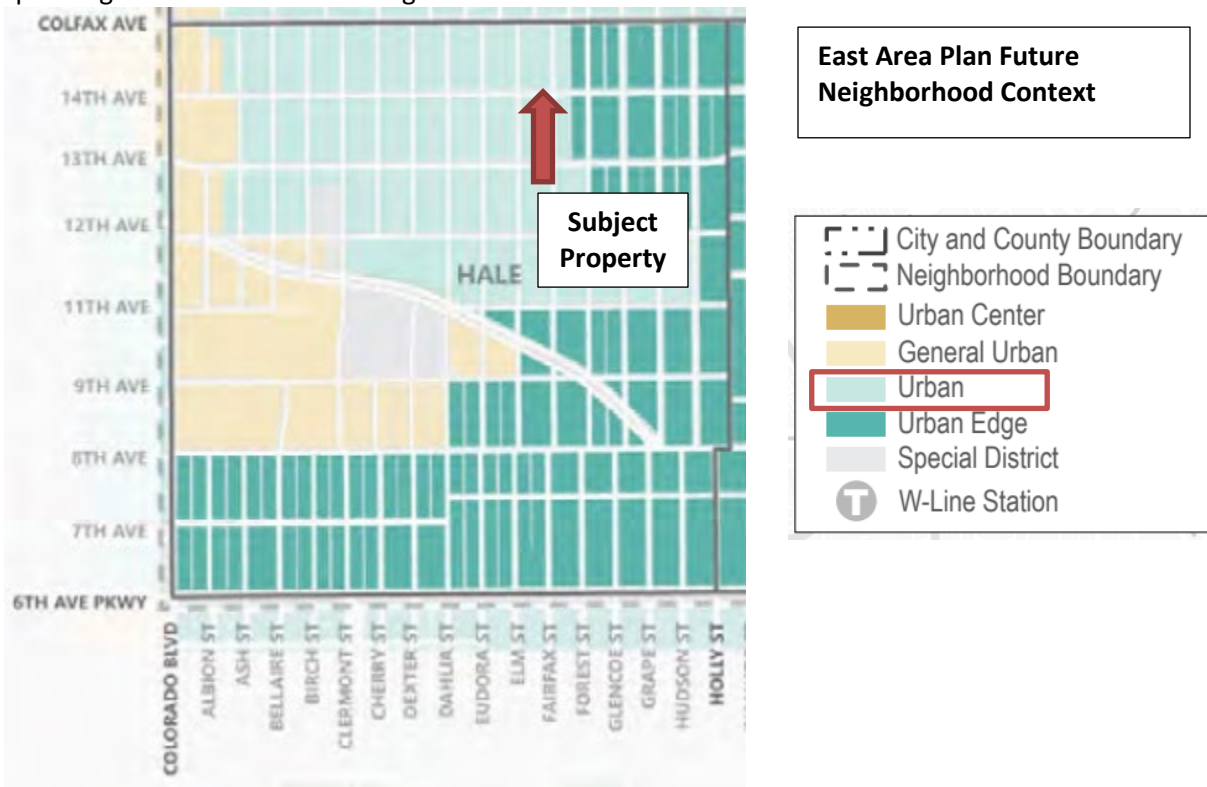 COLFAX AVE
14TH AVE
13TH AVE
12TH AVE
11TH AVE
9TH AVE
8TH AVE
7TH AVE
6TH AVE PKWY
HALE
Subject
Property
COLORADO BLVD
ALBION ST
ASH ST
BELLAIRE ST
BIRCH ST
CLERMONT ST
CHERRY ST
DEXTER ST
DAHLIA ST
EUDORA ST
ELM ST
FAIRFAX ST
FOREST ST
GLENCOE ST
GRAPE ST
HUDSON ST
HOLLY ST
East Area Plan Future
Neighborhood Context
City and County Boundary
Neighborhood Boundary
Urban Center
General Urban
Urban
Urban Edge
Special District
T W-Line Station